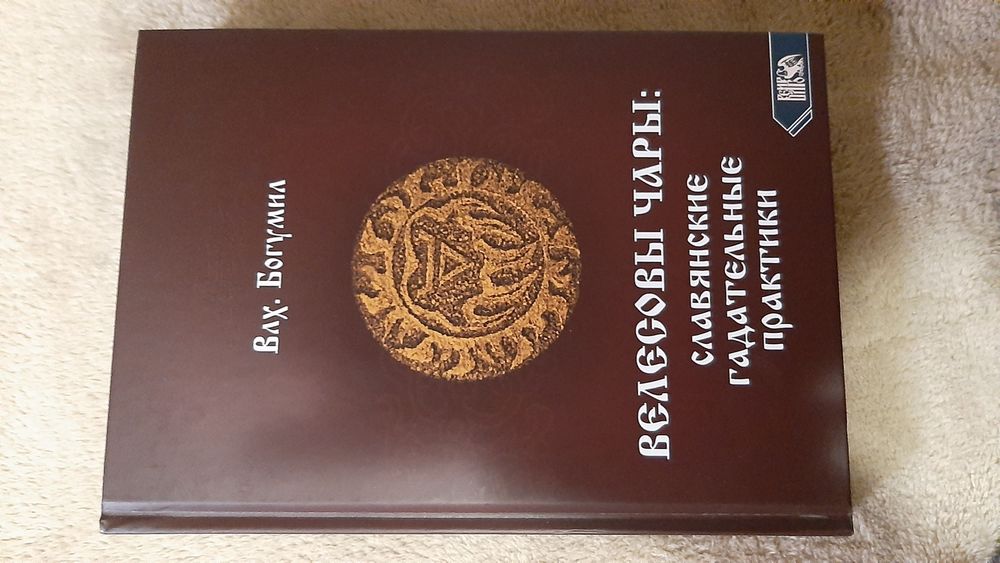 Влх. Богумил
ВЕЛЕСОВЫ ЧАРЫ:
СЛАВЯНСКИЕ
ГАДАТЕЛЬНЫЕ
ПРАКТИКИ